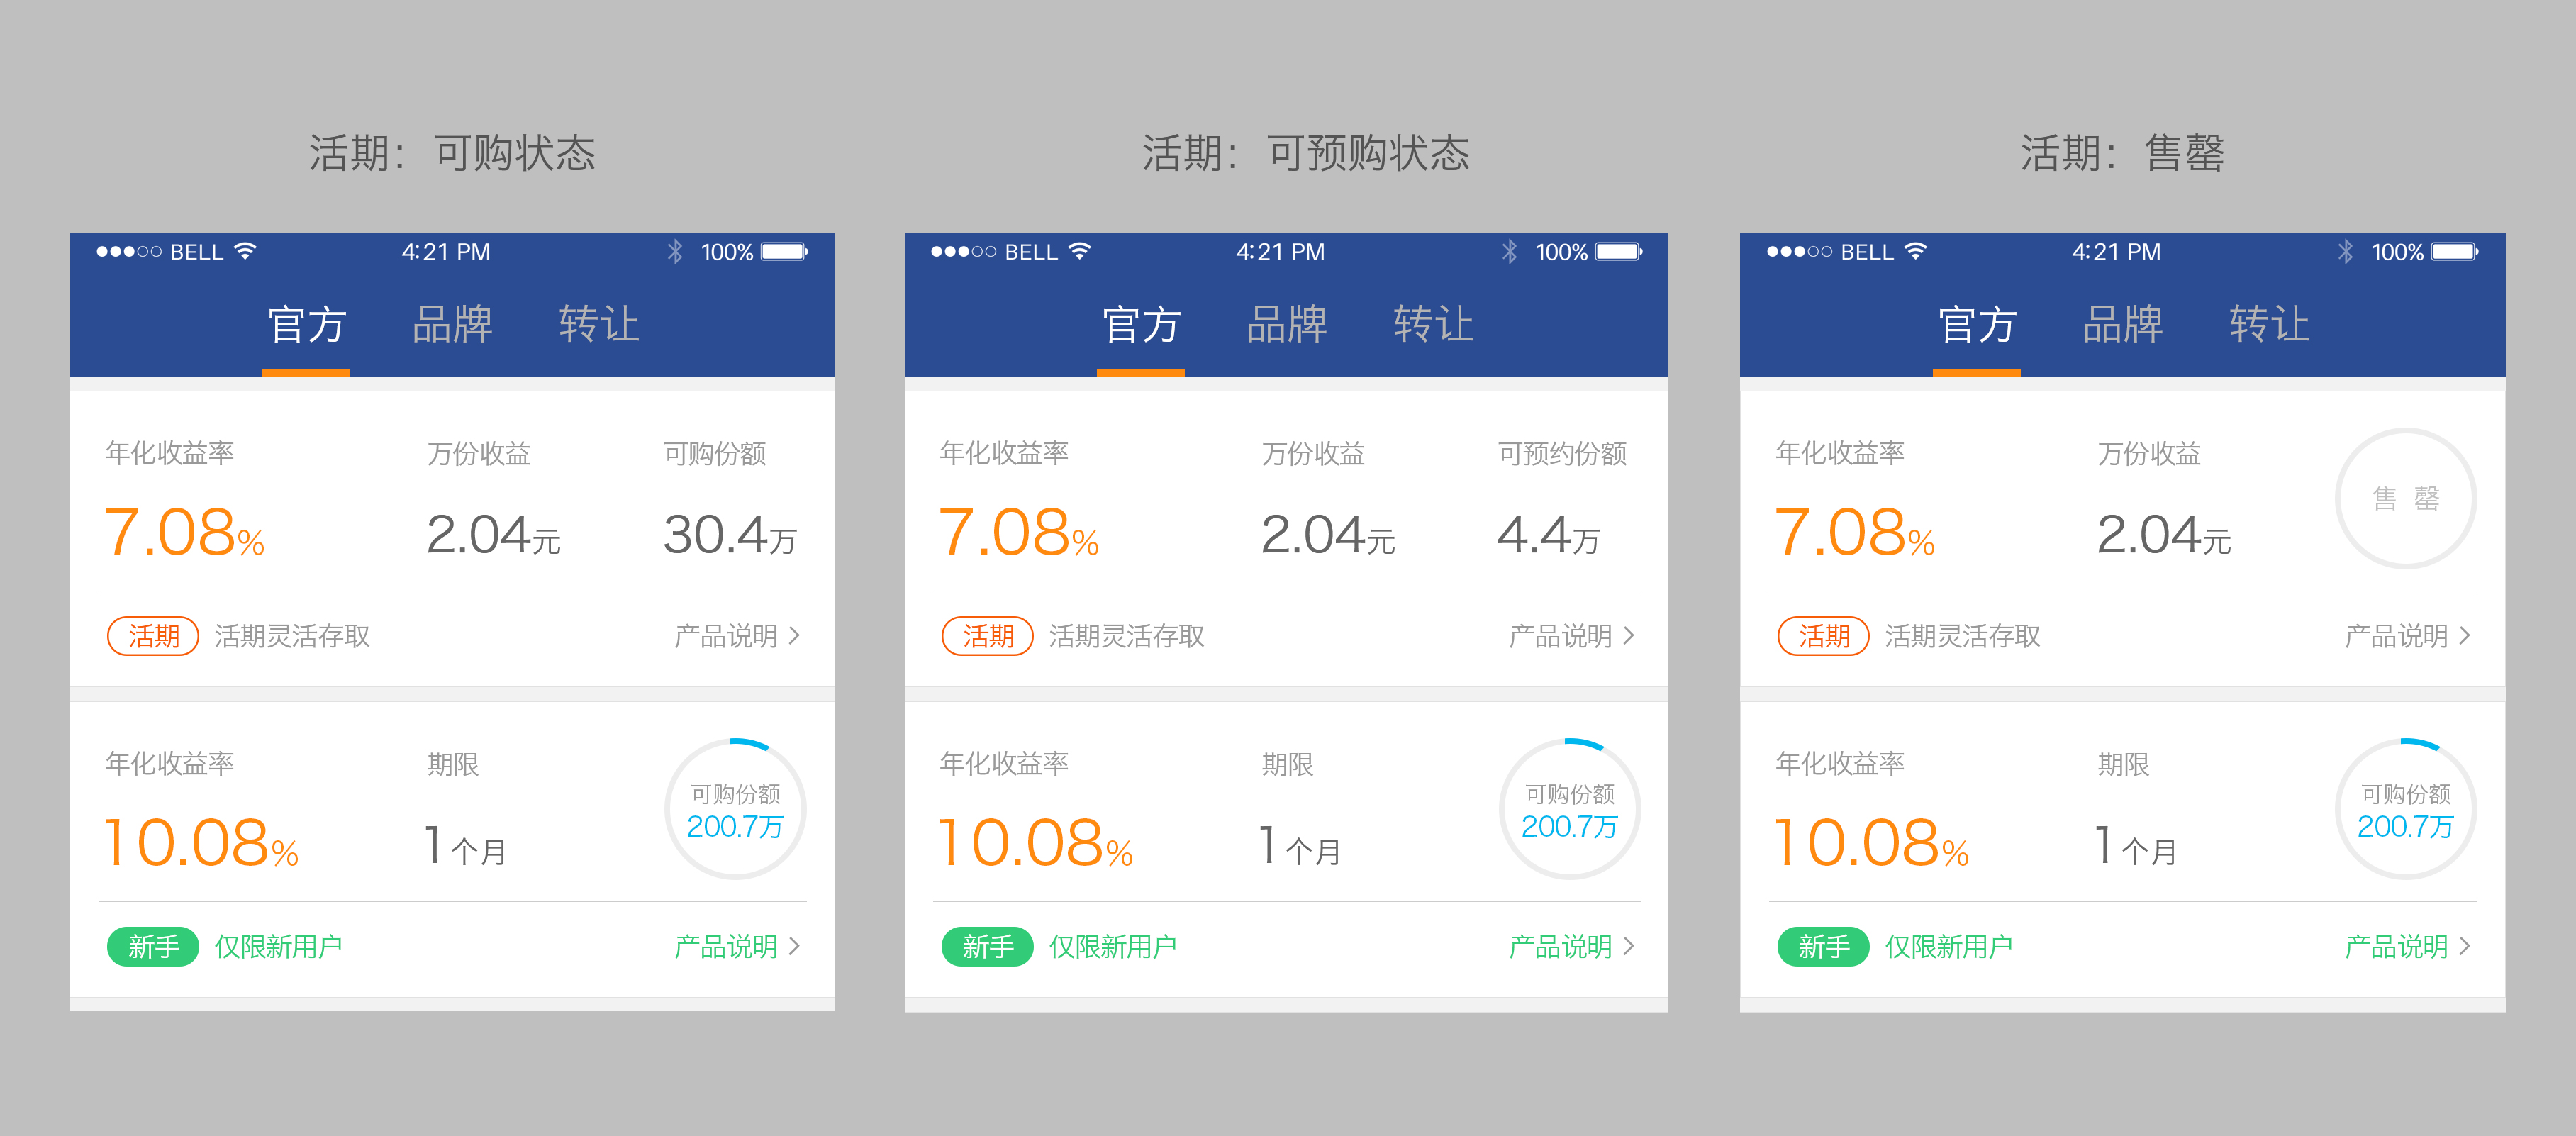 活期：可购状态
BELL 4:21 PM 100%
官方 品牌 转让
年化收益率 万份收益 可购份额
7.08% 2.04元 30.4万
活期 活期灵活存取 产品说明
年化收益率 期限
可购份额
10.08% 1个月 200.7万
新手 仅限新用户 产品说明
活期：可预购状态
BELL 4:21 PM 100%
官方 品牌 转让
年化收益率 万份收益 可预约份额
7.08% 2.04元 4.4万
活期 活期灵活存取 产品说明
年化收益率 期限
可购份额
10.08% 1个月 200.7万
新手 仅限新用户 产品说明
活期：售罄
BELL 4:21 PM 100%
官方 品牌 转让
年化收益率 万份收益
售 罄
7.08% 2.04元
活期 活期灵活存取 产品说明
年化收益率 期限
可购份额
10.08% 1个月 200.7万
新手 仅限新用户 产品说明